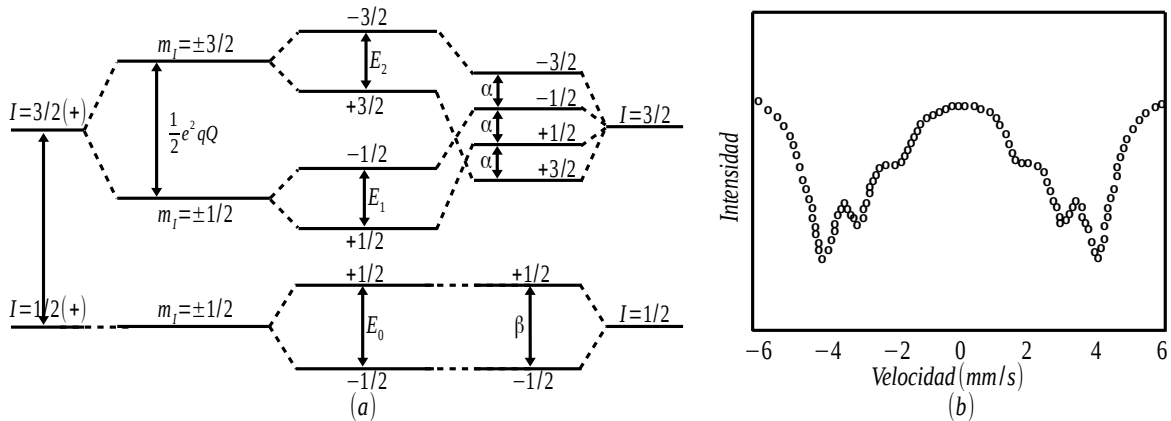 −3/2
m_I=±3/2
E_2
−3/2
α
I=3/2(+)
+3/2
−1/2
I=3/2
1/2 e²qQ
α
−1/2
+1/2
α
E_1
+3/2
m_I=±1/2
+1/2
+1/2
+1/2
I=1/2(+)
m_I=±1/2
E_0
β
I=1/2
−1/2
−1/2
(a)
Intensidad
−6 −4 −2 0 2 4 6
Velocidad(mm/s)
(b)